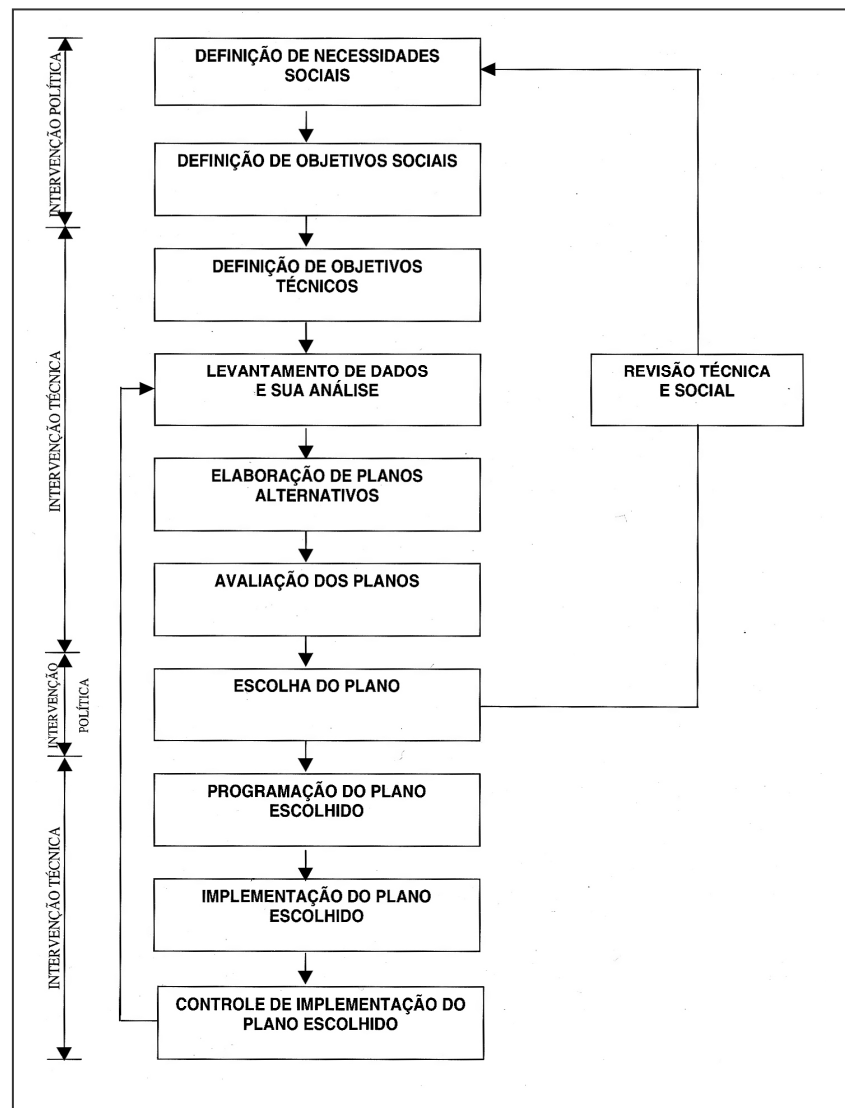 DEFINIÇÃO DE NECESSIDADES
SOCIAIS
DEFINIÇÃO DE OBJETIVOS SOCIAIS
DEFINIÇÃO DE OBJETIVOS
TÉCNICOS
LEVANTAMENTO DE DADOS
E SUA ANÁLISE
ELABORAÇÃO DE PLANOS
ALTERNATIVOS
AVALIAÇÃO DOS PLANOS
ESCOLHA DO PLANO
PROGRAMAÇÃO DO PLANO
ESCOLHIDO
IMPLEMENTAÇÃO DO PLANO
ESCOLHIDO
CONTROLE DE IMPLEMENTAÇÃO DO
PLANO ESCOLHIDO
REVISÃO TÉCNICA
E SOCIAL
INTERVENÇÃO POLÍTICA
INTERVENÇÃO TÉCNICA
INTERVENÇÃO
POLÍTICA
INTERVENÇÃO TÉCNICA